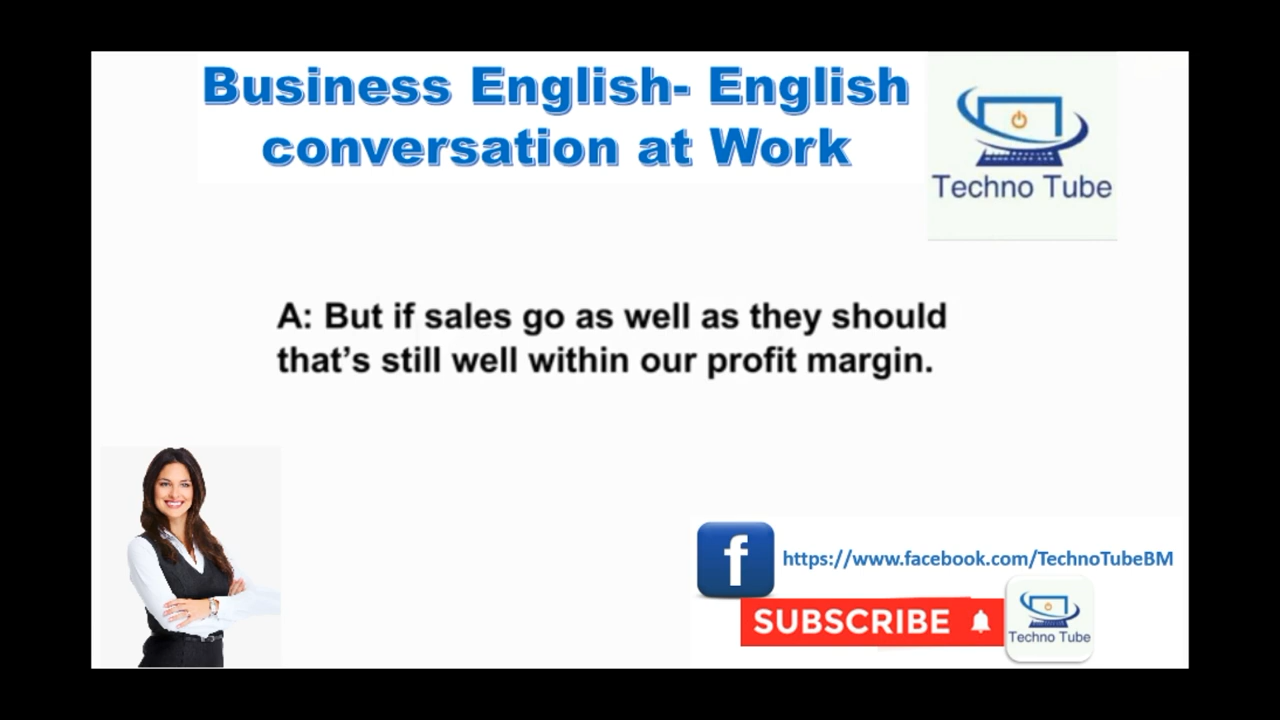 Business English- English
conversation at Work
Techno Tube
A: But if sales go as well as they should
that’s still well within our profit margin.
f
https://www.facebook.com/TechnoTubeBM
SUBSCRIBE
Techno Tube